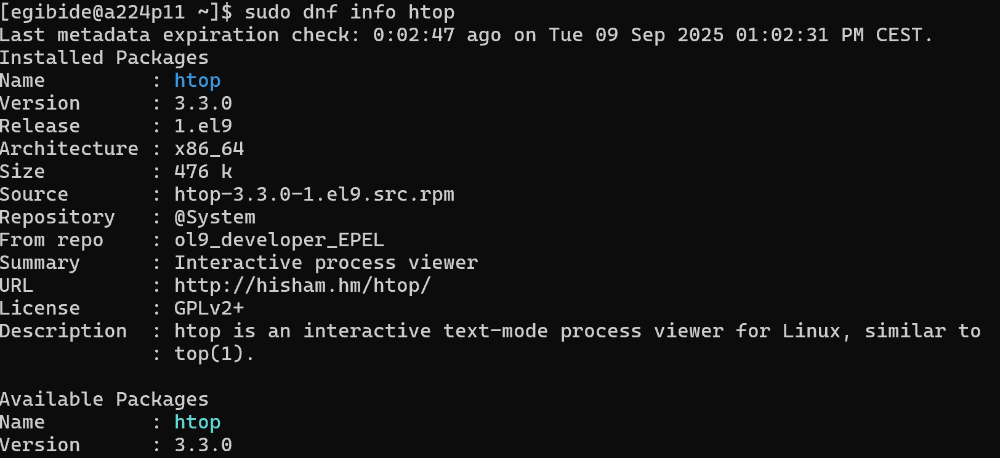 [egibide@a224p11 ~]$ sudo dnf info htop
Last metadata expiration check: 0:02:47 ago on Tue 09 Sep 2025 01:02:31 PM CEST.
Installed Packages
Name         : htop
Version      : 3.3.0
Release      : 1.el9
Architecture : x86_64
Size         : 476 k
Source       : htop-3.3.0-1.el9.src.rpm
Repository   : @System
From repo    : ol9_developer_EPEL
Summary      : Interactive process viewer
URL          : http://hisham.hm/htop/
License      : GPLv2+
Description  : htop is an interactive text-mode process viewer for Linux, similar to
             : top(1).

Available Packages
Name         : htop
Version      : 3.3.0